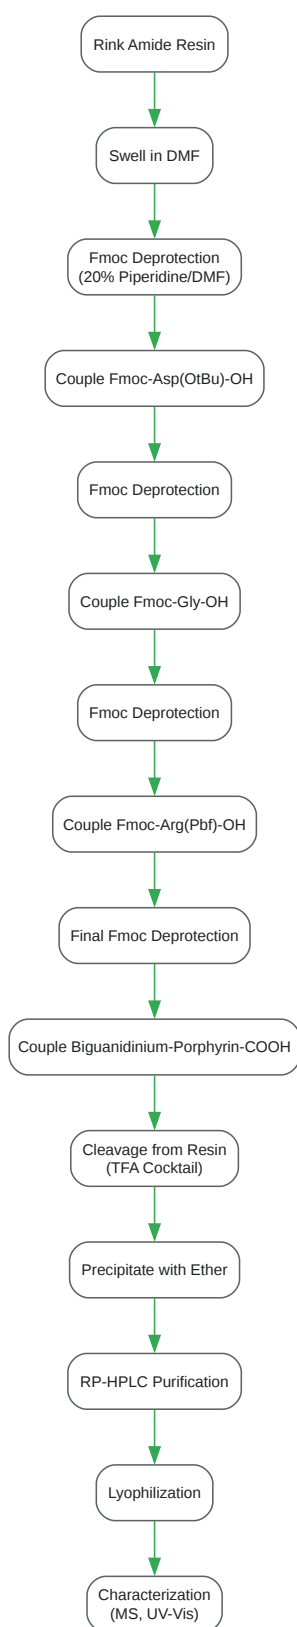 Rink Amide Resin
Swell in DMF
Fmoc Deprotection
(20% Piperidine/DMF)
Couple Fmoc-Asp(OtBu)-OH
Fmoc Deprotection
Couple Fmoc-Gly-OH
Fmoc Deprotection
Couple Fmoc-Arg(Pbf)-OH
Final Fmoc Deprotection
Couple Biguanidinium-Porphyrin-COOH
Cleavage from Resin
(TFA Cocktail)
Precipitate with Ether
RP-HPLC Purification
Lyophilization
Characterization
(MS, UV-Vis)